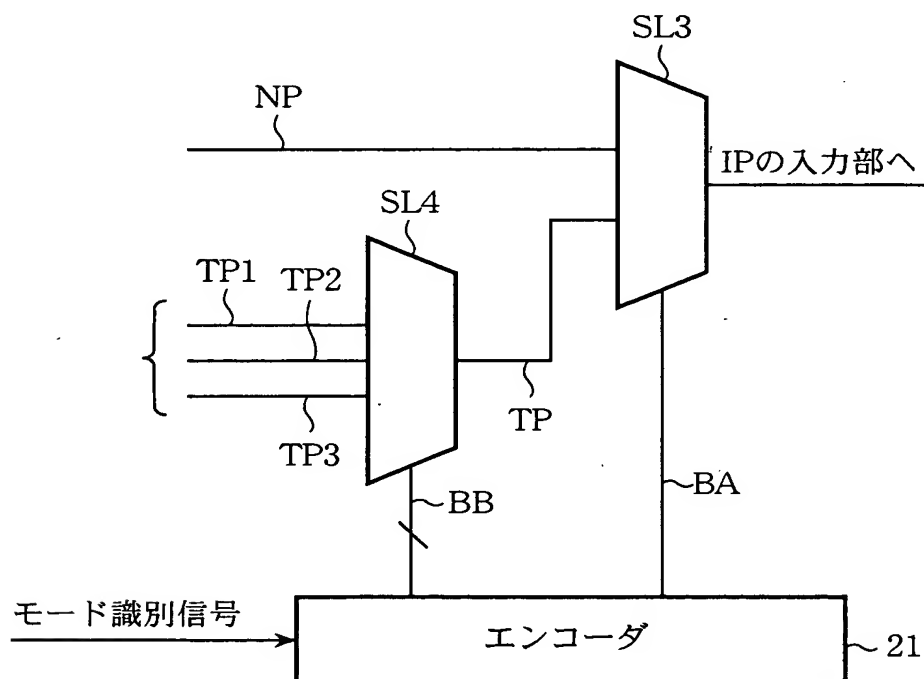 SL3
NP
IPの入力部へ
SL4
TP1
TP2
TP3
TP
BB
BA
モード識別信号
エンコーダ
21